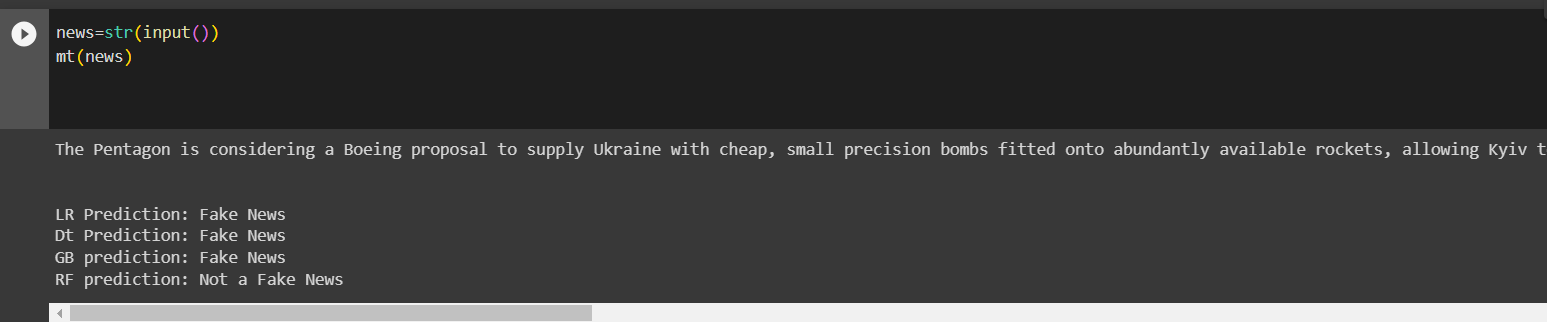 news=str(input())
mt(news)
The Pentagon is considering a Boeing proposal to supply Ukraine with cheap, small precision bombs fitted onto abundantly available rockets, allowing Kyiv t
LR Prediction: Fake News
Dt Prediction: Fake News
GB prediction: Fake News
RF prediction: Not a Fake News